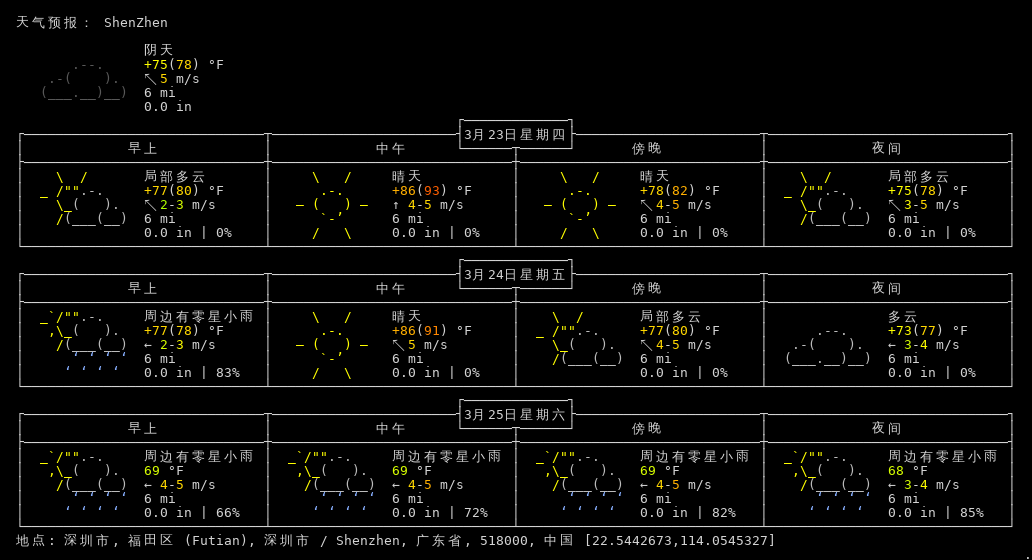 天气预报： ShenZhen
阴天
+75(78) °F
↖ 5 m/s
6 mi
0.0 in
3月23日星期四
早上 中午 傍晚 夜间
局部多云 晴天 晴天 局部多云
+77(80) °F +86(93) °F +78(82) °F +75(78) °F
↖ 2-3 m/s ↑ 4-5 m/s ↖ 4-5 m/s ↖ 3-5 m/s
6 mi 6 mi 6 mi 6 mi
0.0 in | 0% 0.0 in | 0% 0.0 in | 0% 0.0 in | 0%
3月24日星期五
早上 中午 傍晚 夜间
周边有零星小雨 晴天 局部多云 多云
+77(78) °F +86(91) °F +77(80) °F +73(77) °F
← 2-3 m/s ↖ 5 m/s ↖ 4-5 m/s ← 3-4 m/s
6 mi 6 mi 6 mi 6 mi
0.0 in | 83% 0.0 in | 0% 0.0 in | 0% 0.0 in | 0%
3月25日星期六
早上 中午 傍晚 夜间
周边有零星小雨 周边有零星小雨 周边有零星小雨 周边有零星小雨
69 °F 69 °F 69 °F 68 °F
← 4-5 m/s ← 4-5 m/s ← 4-5 m/s ← 3-4 m/s
6 mi 6 mi 6 mi 6 mi
0.0 in | 66% 0.0 in | 72% 0.0 in | 82% 0.0 in | 85%
地点: 深圳市, 福田区 (Futian), 深圳市 / Shenzhen, 广东省, 518000, 中国 [22.5442673,114.0545327]